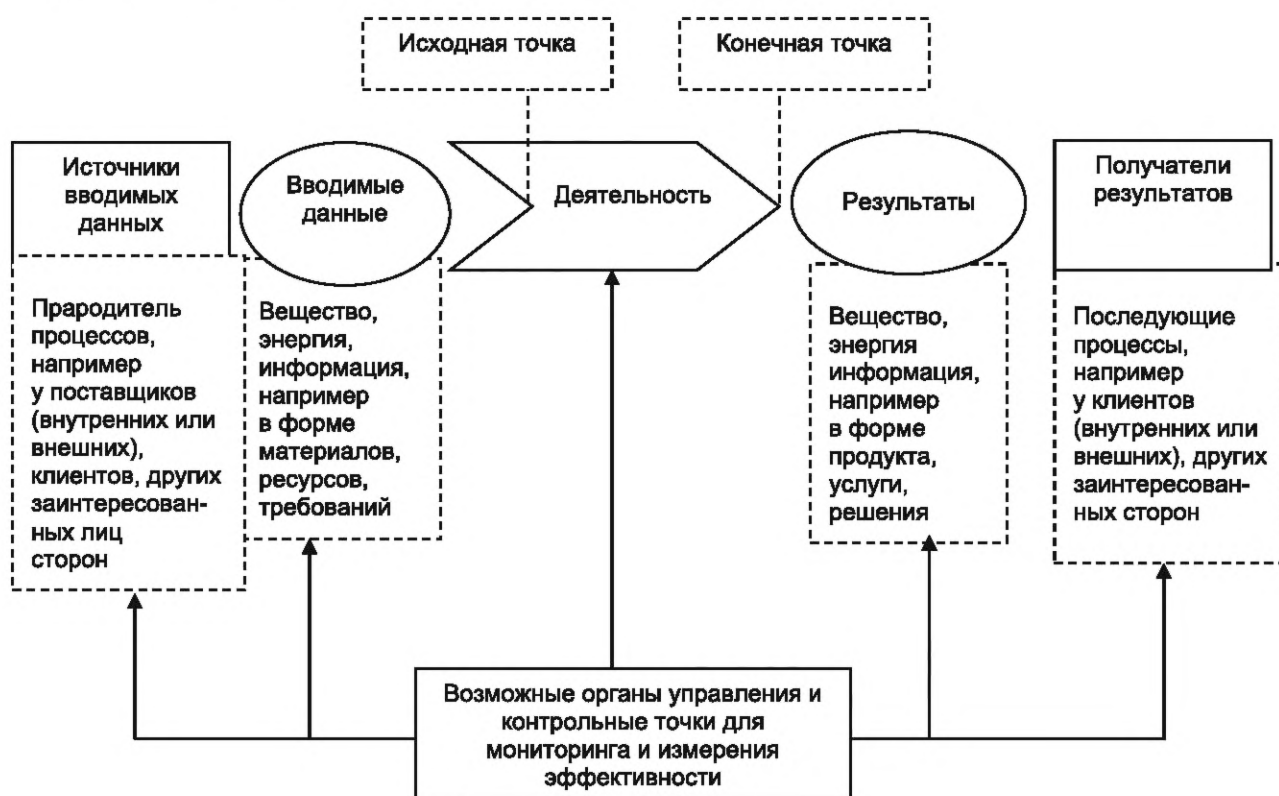 Исходная точка
Конечная точка
Источники
вводимых
данных
Вводимые
данные
Деятельность
Результаты
Получатели
результатов
Прародитель
процессов,
например
у поставщиков
(внутренних или
внешних),
клиентов, других
заинтересован-
ных лиц
сторон
Вещество,
энергия,
информация,
например
в форме
материалов,
ресурсов,
требований
Вещество,
энергия
информация,
например
в форме
продукта,
услуги,
решения
Последующие
процессы,
например
у клиентов
(внутренних или
внешних), других
заинтересован-
ных сторон
Возможные органы управления и
контрольные точки для
мониторинга и измерения
эффективности